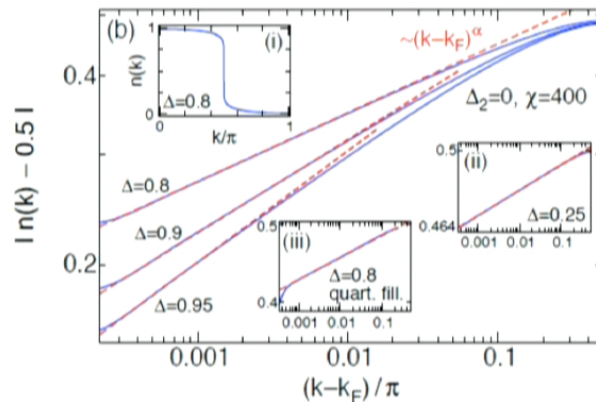 (b)
(i)
1
n(k)
0
Δ=0.8
0
k/π
1
~(k−k_F)^α
Δ₂=0, χ=400
0.4
0.2
| n(k) − 0.5 |
Δ=0.8
Δ=0.9
Δ=0.95
0.5
(ii)
0.464
Δ=0.25
0.001 0.01 0.1
0.5
(iii)
Δ=0.8
quart. fill.
0.4
0.001 0.01 0.1
0.001 0.01 0.1
(k−k_F)/π